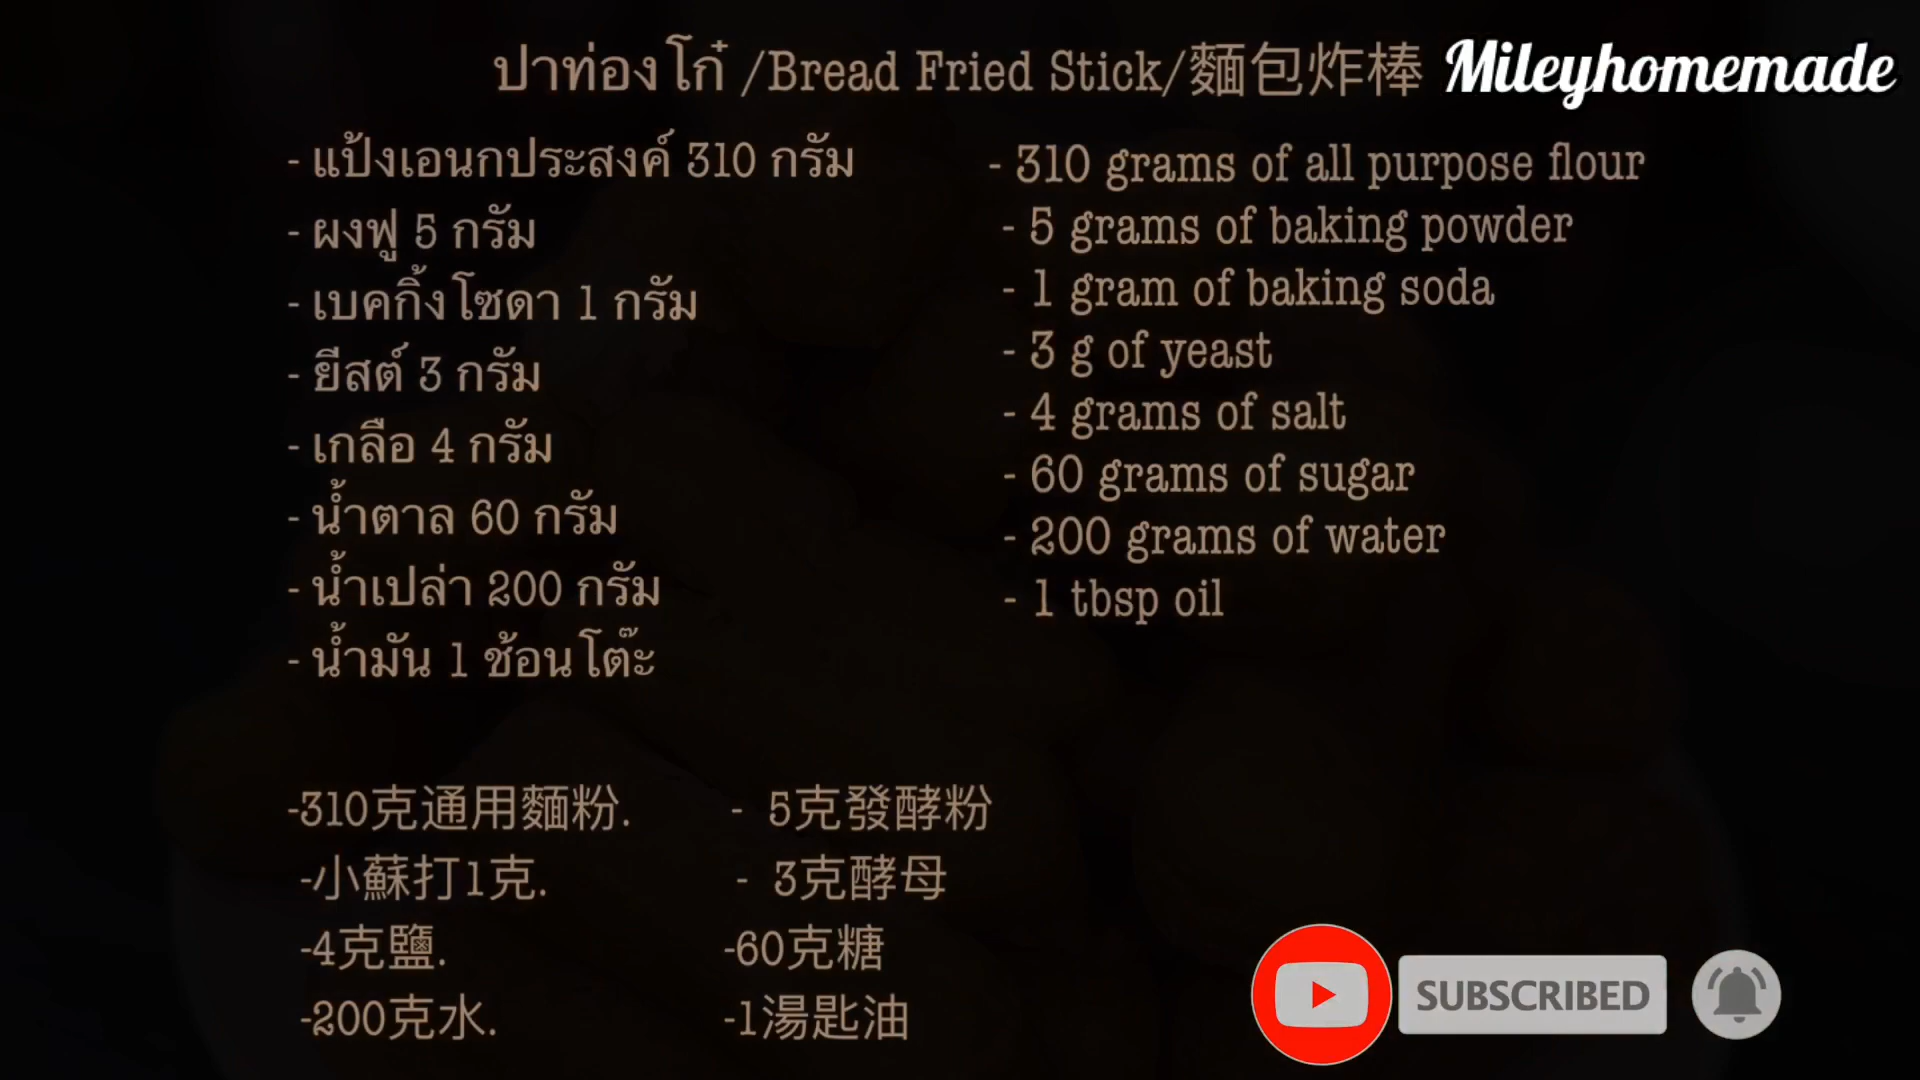 ปาท่องโก๋ /Bread Fried Stick/麵包炸棒 Mileyhomemade
- แป้งเอนกประสงค์ 310 กรัม
- ผงฟู 5 กรัม
- เบคกิ้งโซดา 1 กรัม
- ยีสต์ 3 กรัม
- เกลือ 4 กรัม
- น้ำตาล 60 กรัม
- น้ำเปล่า 200 กรัม
- น้ำมัน 1 ช้อนโต๊ะ
- 310 grams of all purpose flour
- 5 grams of baking powder
- 1 gram of baking soda
- 3 g of yeast
- 4 grams of salt
- 60 grams of sugar
- 200 grams of water
- 1 tbsp oil
-310克通用麵粉. - 5克發酵粉
-小蘇打1克. - 3克酵母
-4克鹽. -60克糖
-200克水. -1湯匙油
SUBSCRIBED